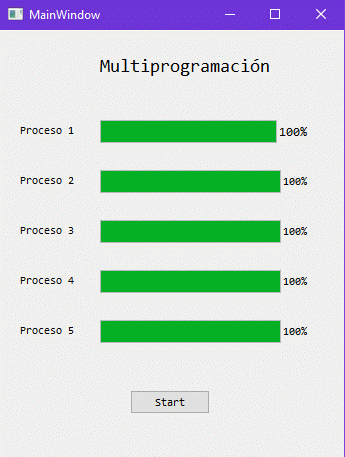 MainWindow
Multiprogramación
Proceso 1 100%
Proceso 2 100%
Proceso 3 100%
Proceso 4 100%
Proceso 5 100%
Start